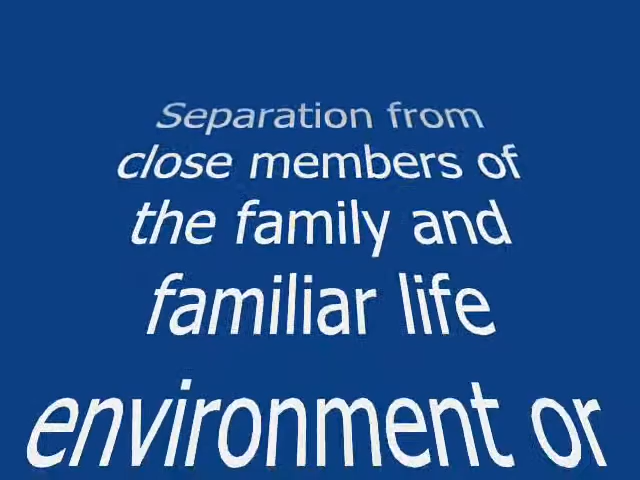 Separation from
close members of
the family and
familiar life
environment or